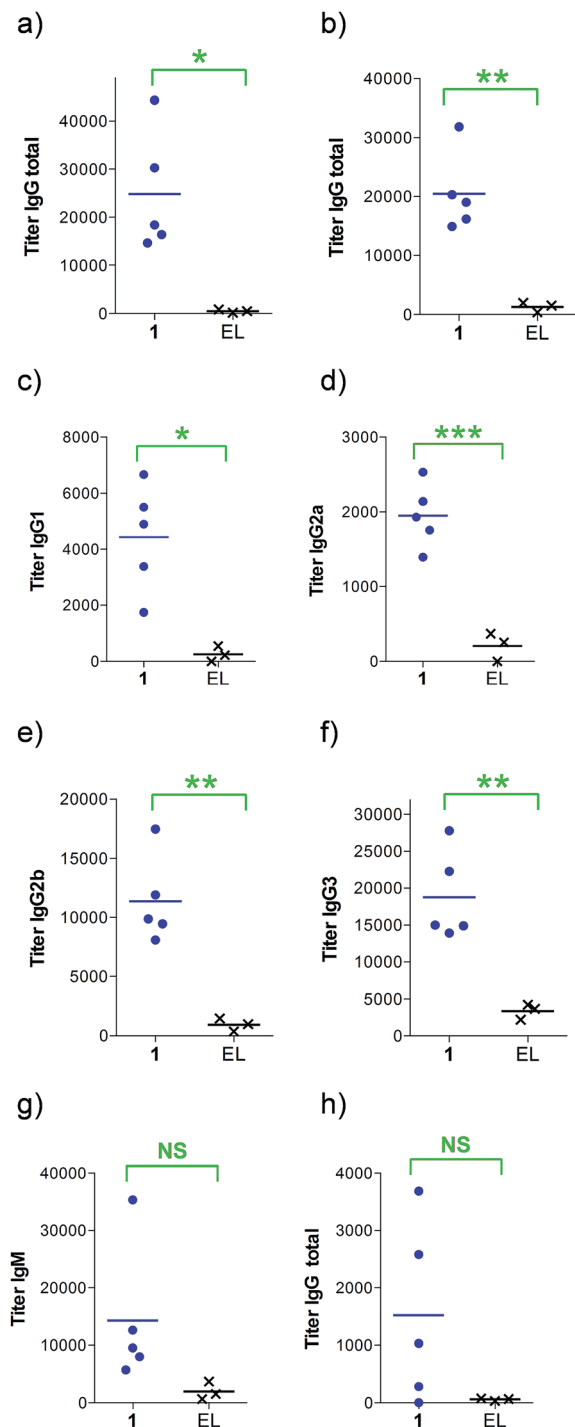 a)
*
Titer IgG total
40000
30000
20000
10000
0
1
EL
b)
**
Titer IgG total
40000
30000
20000
10000
0
1
EL
c)
*
Titer IgG1
8000
6000
4000
2000
0
1
EL
d)
***
Titer IgG2a
3000
2000
1000
0
1
EL
e)
**
Titer IgG2b
20000
15000
10000
5000
0
1
EL
f)
**
Titer IgG3
30000
25000
20000
15000
10000
5000
0
1
EL
g)
NS
Titer IgM
40000
30000
20000
10000
0
1
EL
h)
NS
Titer IgG total
4000
3000
2000
1000
0
1
EL